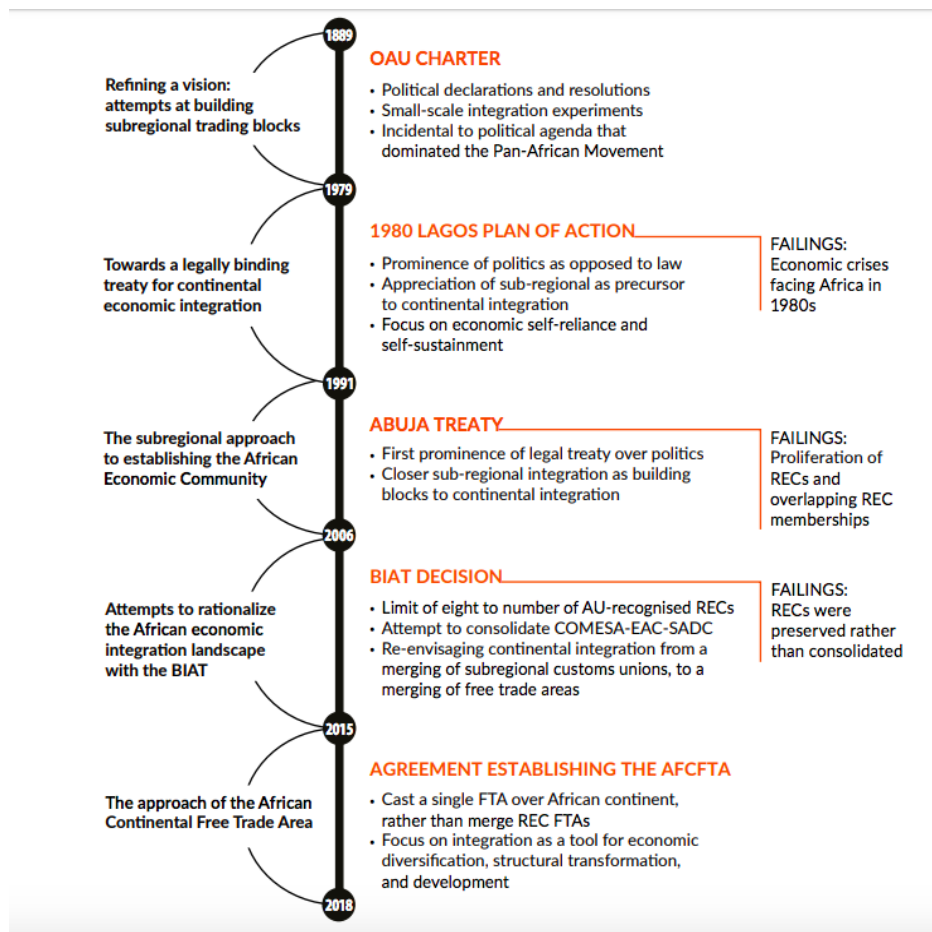 1889
Refining a vision:
attempts at building
subregional trading blocks
OAU CHARTER
• Political declarations and resolutions
• Small-scale integration experiments
• Incidental to political agenda that
dominated the Pan-African Movement
1979
Towards a legally binding
treaty for continental
economic integration
1980 LAGOS PLAN OF ACTION
• Prominence of politics as opposed to law
• Appreciation of sub-regional as precursor
to continental integration
• Focus on economic self-reliance and
self-sustainment
FAILINGS:
Economic crises
facing Africa in
1980s
1991
The subregional approach
to establishing the African
Economic Community
ABUJA TREATY
• First prominence of legal treaty over politics
• Closer sub-regional integration as building
blocks to continental integration
FAILINGS:
Proliferation of
RECs and
overlapping REC
memberships
2006
Attempts to rationalize
the African economic
integration landscape
with the BIAT
BIAT DECISION
• Limit of eight to number of AU-recognised RECs
• Attempt to consolidate COMESA-EAC-SADC
• Re-envisaging continental integration from a
merging of subregional customs unions, to a
merging of free trade areas
FAILINGS:
RECs were
preserved rather
than consolidated
2015
The approach of the African
Continental Free Trade Area
AGREEMENT ESTABLISHING THE AFCFTA
• Cast a single FTA over African continent,
rather than merge REC FTAs
• Focus on integration as a tool for economic
diversification, structural transformation,
and development
2018